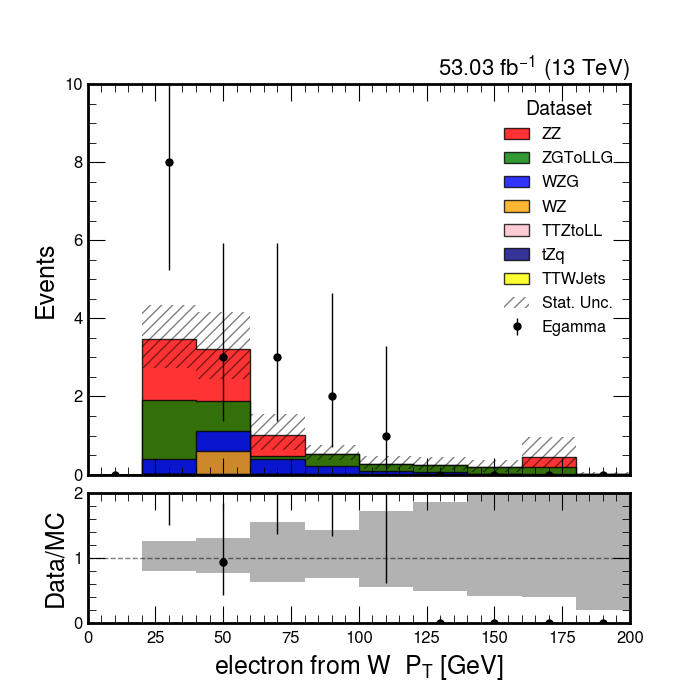 53.03 fb⁻¹ (13 TeV)
10
8
6
4
2
0
Events
Dataset
ZZ
ZGToLLG
WZG
WZ
TTZtoLL
tZq
TTWJets
Stat. Unc.
Egamma
2
1
0
Data/MC
0 25 50 75 100 125 150 175 200
electron from W P_T [GeV]